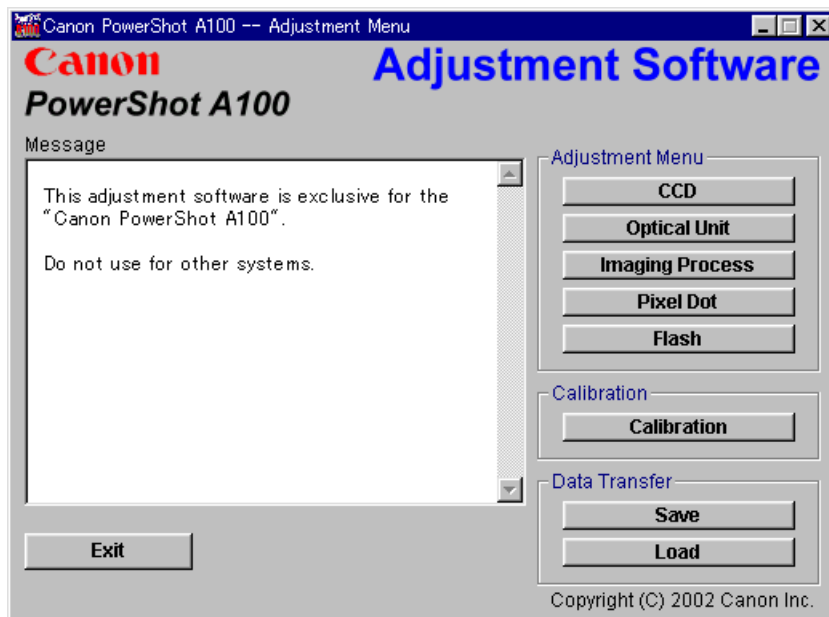 Canon PowerShot A100 -- Adjustment Menu
Canon
Adjustment Software
PowerShot A100
Message
This adjustment software is exclusive for the
"Canon PowerShot A100".
Do not use for other systems.
Exit
Adjustment Menu
CCD
Optical Unit
Imaging Process
Pixel Dot
Flash
Calibration
Calibration
Data Transfer
Save
Load
Copyright (C) 2002 Canon Inc.